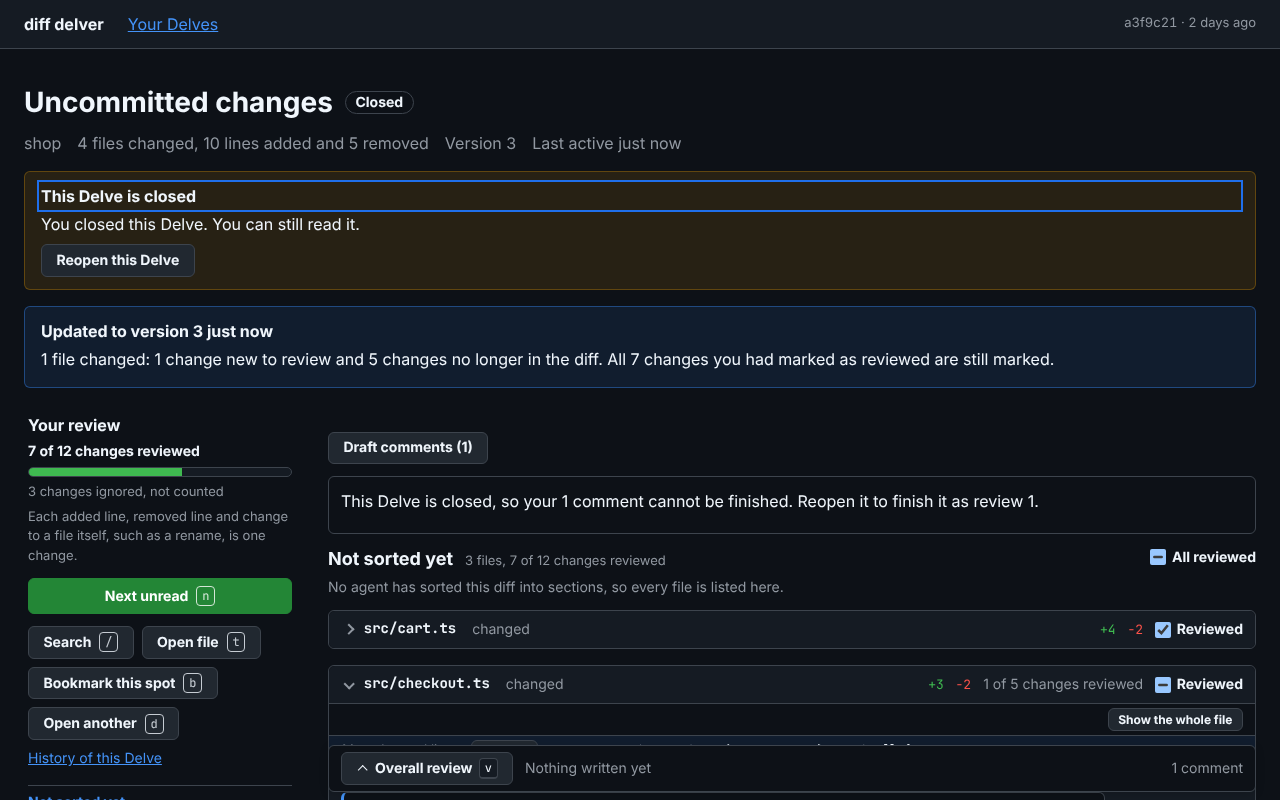 diff delver Your Delves a3f9c21 · 2 days ago
Uncommitted changes Closed
shop 4 files changed, 10 lines added and 5 removed Version 3 Last active just now
This Delve is closed
You closed this Delve. You can still read it.
Reopen this Delve
Updated to version 3 just now
1 file changed: 1 change new to review and 5 changes no longer in the diff. All 7 changes you had marked as reviewed are still marked.
Your review
7 of 12 changes reviewed
3 changes ignored, not counted
Each added line, removed line and change
to a file itself, such as a rename, is one
change.
Next unread n
Search / Open file t
Bookmark this spot b
Open another d
History of this Delve
Draft comments (1)
This Delve is closed, so your 1 comment cannot be finished. Reopen it to finish it as review 1.
Not sorted yet 3 files, 7 of 12 changes reviewed All reviewed
No agent has sorted this diff into sections, so every file is listed here.
src/cart.ts changed +4 -2 Reviewed
src/checkout.ts changed +3 -2 1 of 5 changes reviewed Reviewed
Show the whole file
Overall review v Nothing written yet 1 comment